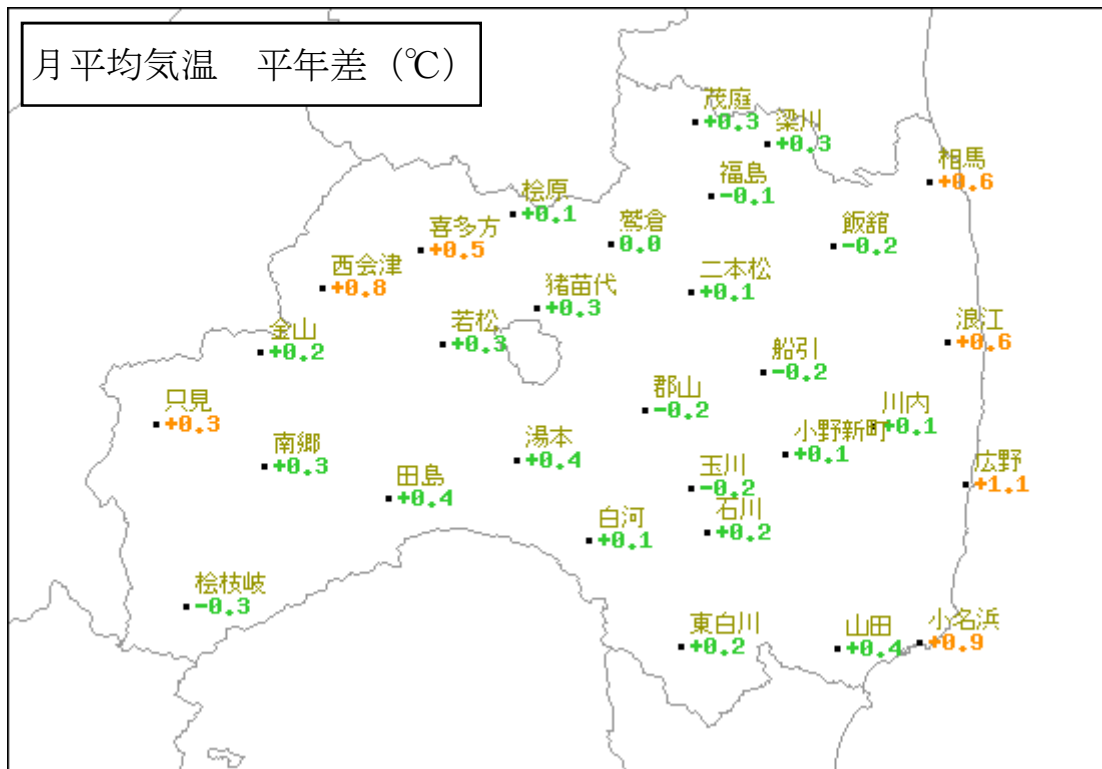 月平均気温　平年差（℃）
茂庭
+0.3
梁川
+0.3
相馬
+0.6
福島
-0.1
桧原
+0.1
鷲倉
0.0
飯舘
-0.2
喜多方
+0.5
西会津
+0.8
二本松
+0.1
猪苗代
+0.3
若松
+0.3
金山
+0.2
浪江
+0.6
船引
-0.2
郡山
-0.2
只見
+0.3
川内
+0.1
小野新町
+0.1
南郷
+0.3
湯本
+0.4
田島
+0.4
玉川
-0.2
広野
+1.1
石川
+0.2
白河
+0.1
桧枝岐
-0.3
東白川
+0.2
山田
+0.4
小名浜
+0.9